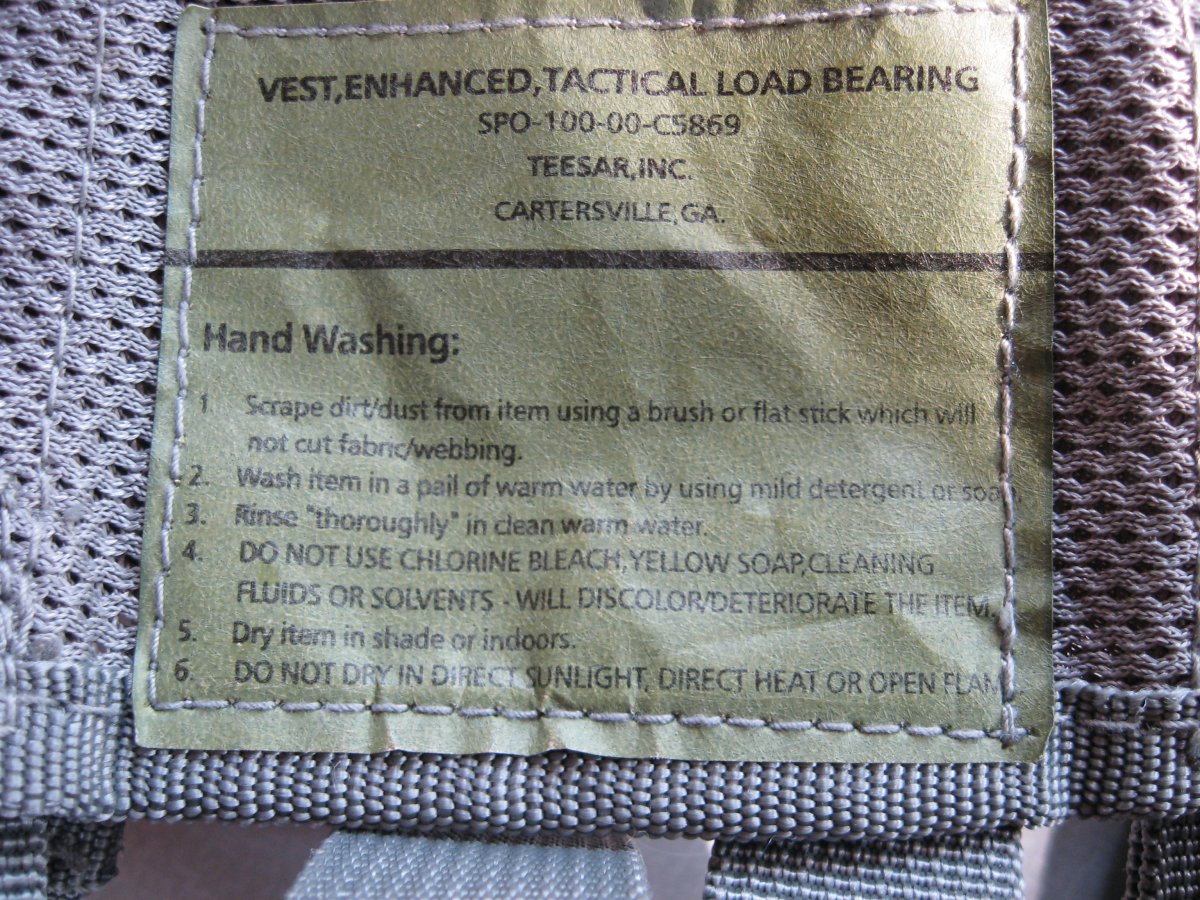 VEST,ENHANCED,TACTICAL LOAD BEARING
SPO-100-00-C5869
TEESAR,INC.
CARTERSVILLE,GA.
Hand Washing:
1. Scrape dirt/dust from item using a brush or flat stick which will
not cut fabric/webbing.
2. Wash item in a pail of warm water by using mild detergent or soap.
3. Rinse "thoroughly" in clean warm water.
4. DO NOT USE CHLORINE BLEACH,YELLOW SOAP,CLEANING
FLUIDS OR SOLVENTS - WILL DISCOLOR/DETERIORATE THE ITEM.
5. Dry item in shade or indoors.
6. DO NOT DRY IN DIRECT SUNLIGHT, DIRECT HEAT OR OPEN FLAME.